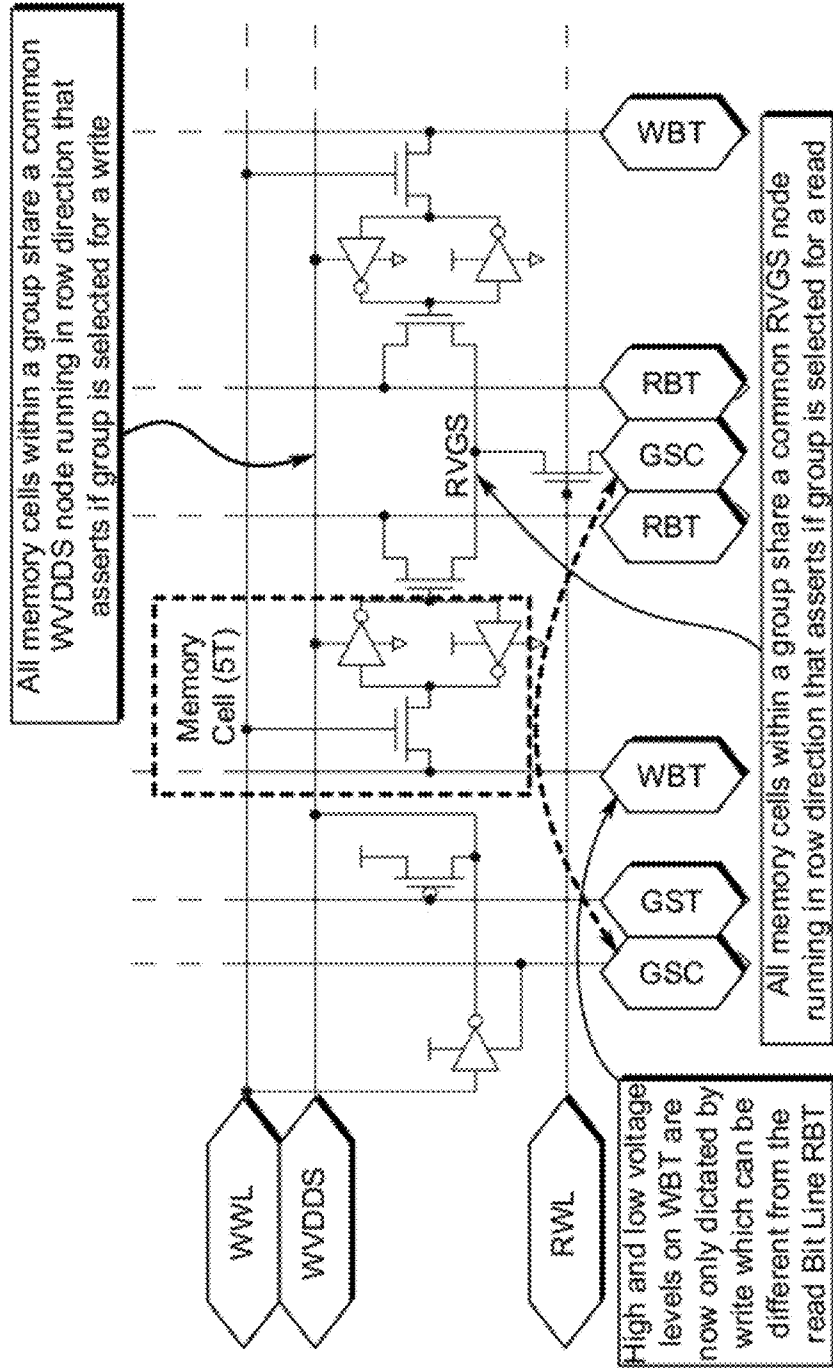 All memory cells within a group share a common
WVDDS node running in row direction that
asserts if group is selected for a write
WWL
WVDDS
RWL
Memory
Cell (5T)
RVGS
GSC
GST
WBT
RBT
GSC
RBT
WBT
High and low voltage
levels on WBT are
now only dictated by
write which can be
different from the
read Bit Line RBT
All memory cells within a group share a common RVGS node
running in row direction that asserts if group is selected for a read